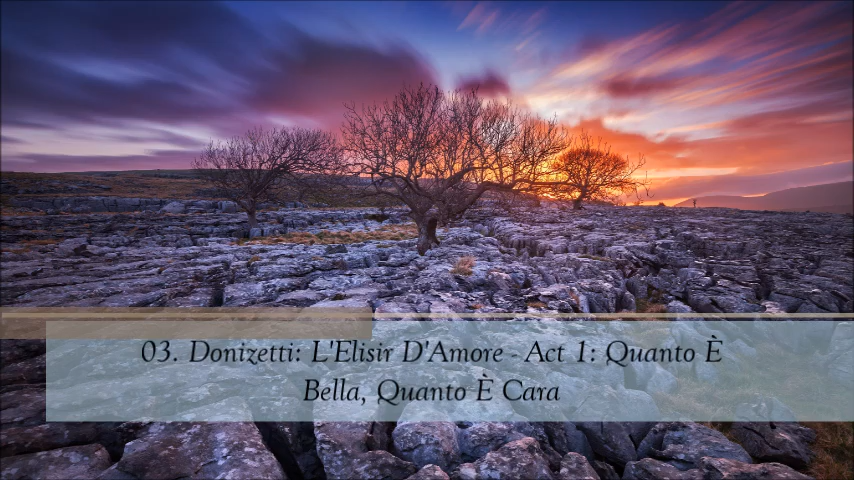 03. Donizetti: L'Elisir D'Amore - Act 1: Quanto È
Bella, Quanto È Cara